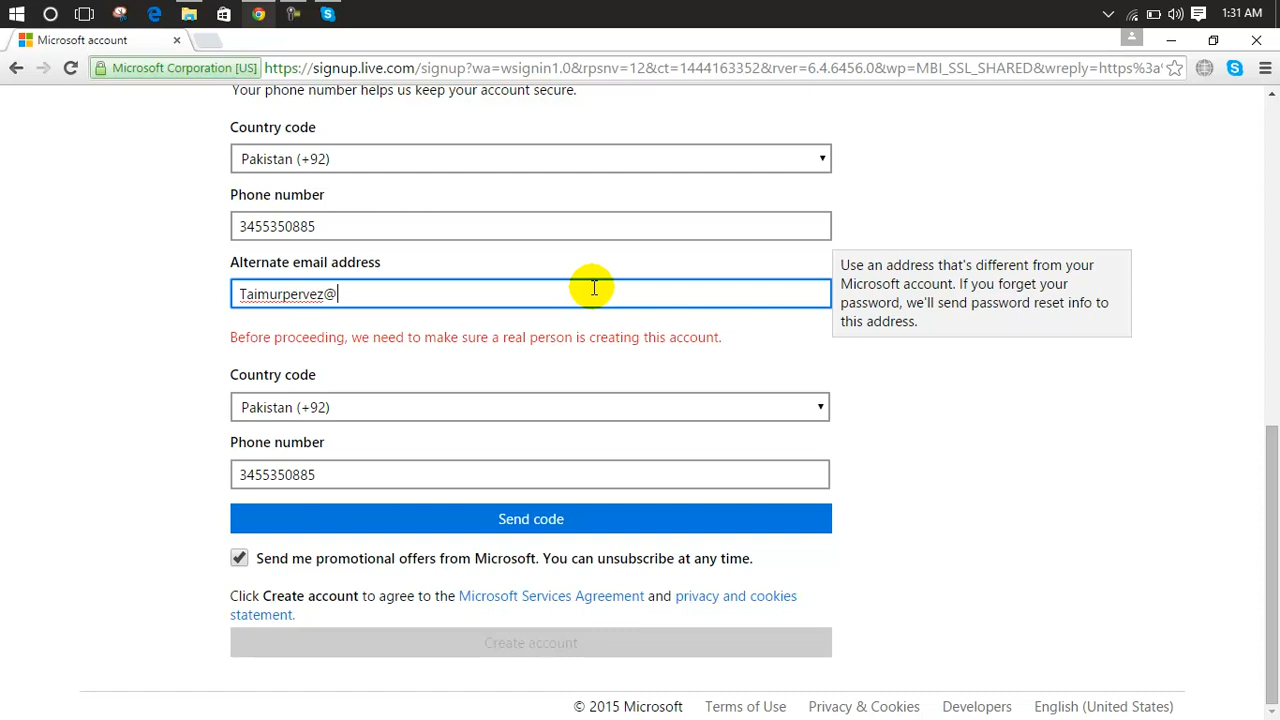 1:31 AM
Microsoft account
Microsoft Corporation [US] https://signup.live.com/signup?wa=wsignin1.0&rpsnv=12&ct=1444163352&rver=6.4.6456.0&wp=MBI_SSL_SHARED&wreply=https%3a
Your phone number helps us keep your account secure.
Country code
Pakistan (+92)
Phone number
3455350885
Alternate email address
Taimurpervez@
Use an address that's different from your
Microsoft account. If you forget your
password, we'll send password reset info to
this address.
Before proceeding, we need to make sure a real person is creating this account.
Country code
Pakistan (+92)
Phone number
3455350885
Send code
Send me promotional offers from Microsoft. You can unsubscribe at any time.
Click Create account to agree to the Microsoft Services Agreement and privacy and cookies
statement.
Create account
© 2015 Microsoft Terms of Use Privacy & Cookies Developers English (United States)